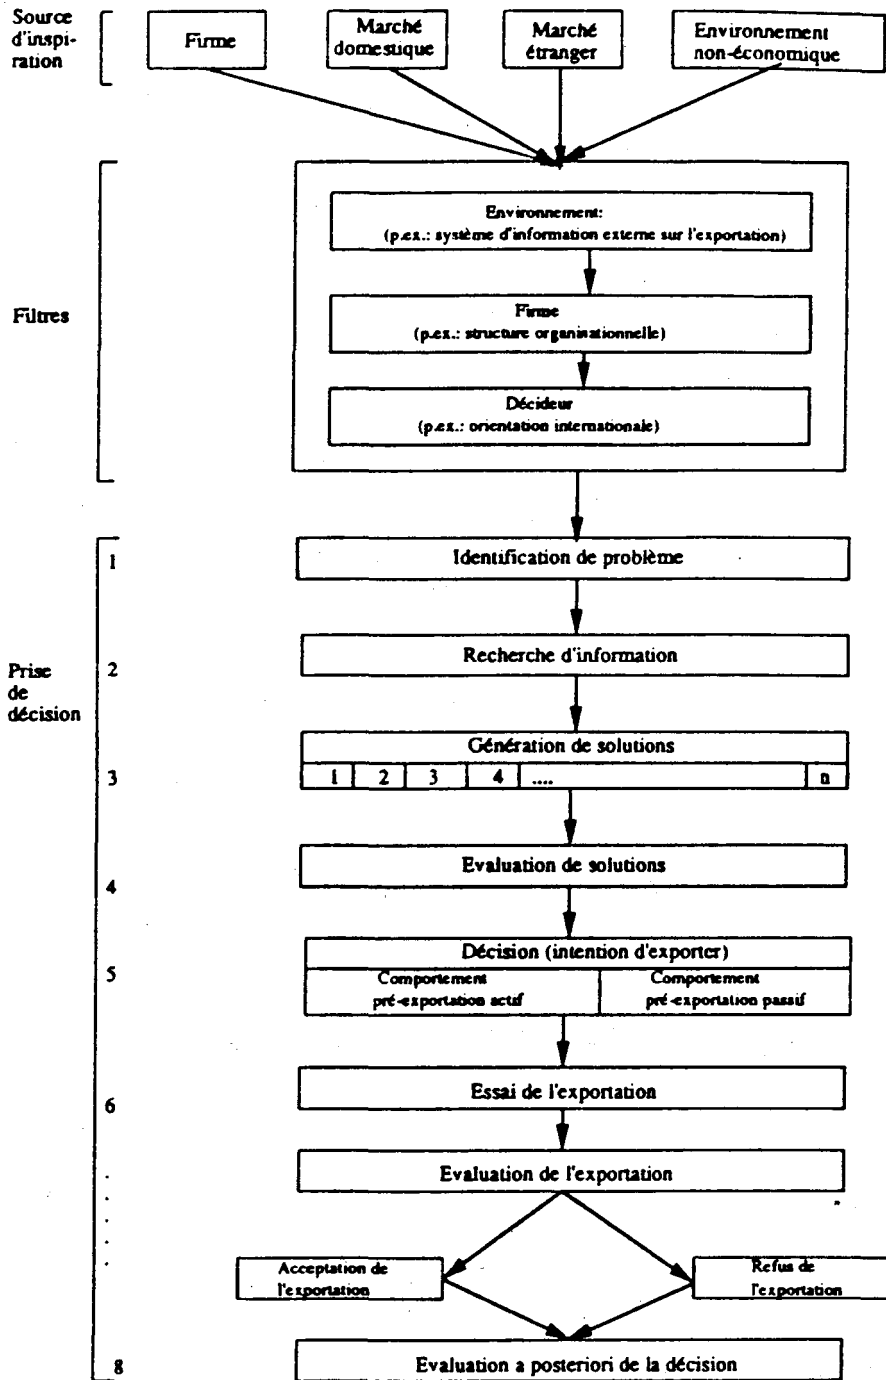 Source
d'inspi-
ration
Firme
Marché
domestique
Marché
étranger
Environnement
non-économique
Filtres
Environnement:
(p.ex.: système d'information externe sur l'exportation)
Firme
(p.ex.: structure organisationnelle)
Décideur
(p.ex.: orientation internationale)
Prise
de
décision
1
Identification de problème
2
Recherche d'information
3
Génération de solutions
1 2 3 4 .... n
4
Evaluation de solutions
5
Décision (intention d'exporter)
Comportement
pré-exportation actif
Comportement
pré-exportation passif
6
Essai de l'exportation
Evaluation de l'exportation
.
.
.
.
.
Acceptation de
l'exportation
Refus de
l'exportation
8
Evaluation a posteriori de la décision